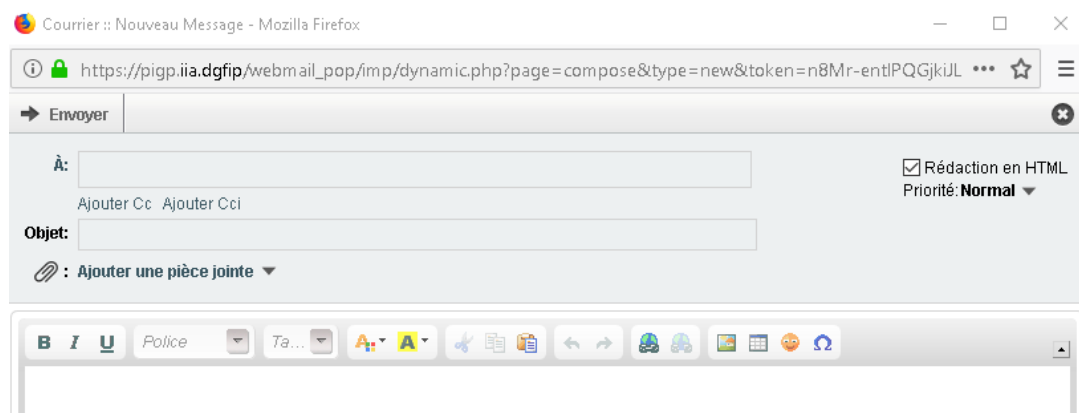 Courrier :: Nouveau Message - Mozilla Firefox
https://pigp.iia.dgfip/webmail_pop/imp/dynamic.php?page=compose&type=new&token=n8Mr-entlPQGjkiJL
Envoyer
À:
Rédaction en HTML
Priorité: Normal
Ajouter Cc Ajouter Cci
Objet:
: Ajouter une pièce jointe
B I U Police Ta... A A Ω